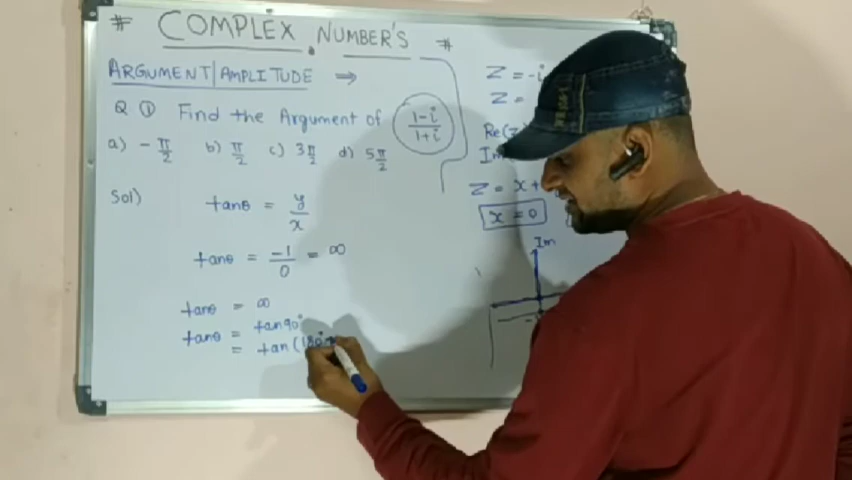 # COMPLEX NUMBER'S #
ARGUMENT/AMPLITUDE ⇒
Q ① Find the Argument of (1-i)/(1+i)
a) -π/2 b) π/2 c) 3π/2 d) 5π/2
Sol)
tanθ = y/x
tanθ = -1/0 = ∞
tanθ = ∞
tanθ = tan90°
= tan(180°
Z = -i
Z =
Re(z)
Im
Z = x+
x = 0
Im